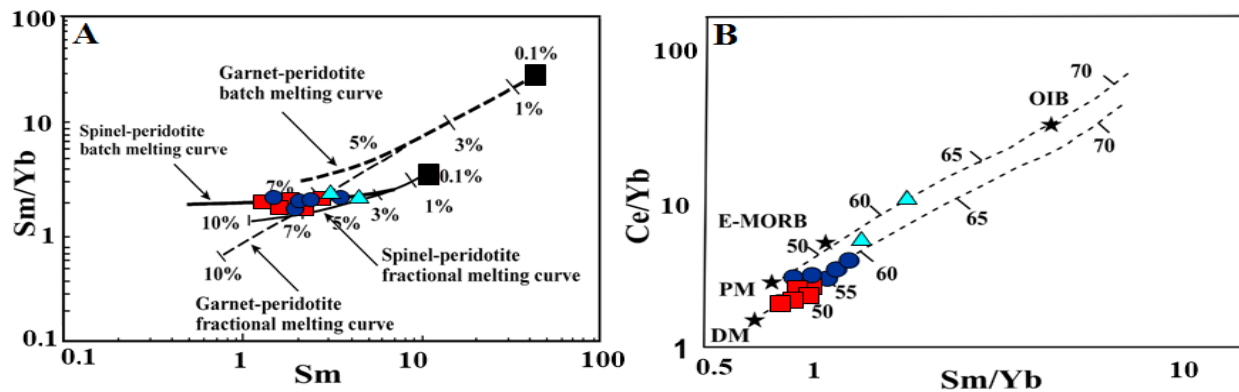 A
100
10
1
0.1
Sm/Yb
0.1
1
10
100
Sm
0.1%
1%
3%
5%
7%
Garnet-peridotite
batch melting curve
Spinel-peridotite
batch melting curve
0.1%
1%
3%
5%
7%
10%
10%
Spinel-peridotite
fractional melting curve
Garnet-peridotite
fractional melting curve
B
100
10
1
Ce/Yb
0.5
1
10
Sm/Yb
70
OIB
70
65
65
60
E-MORB
50
60
PM
55
50
DM